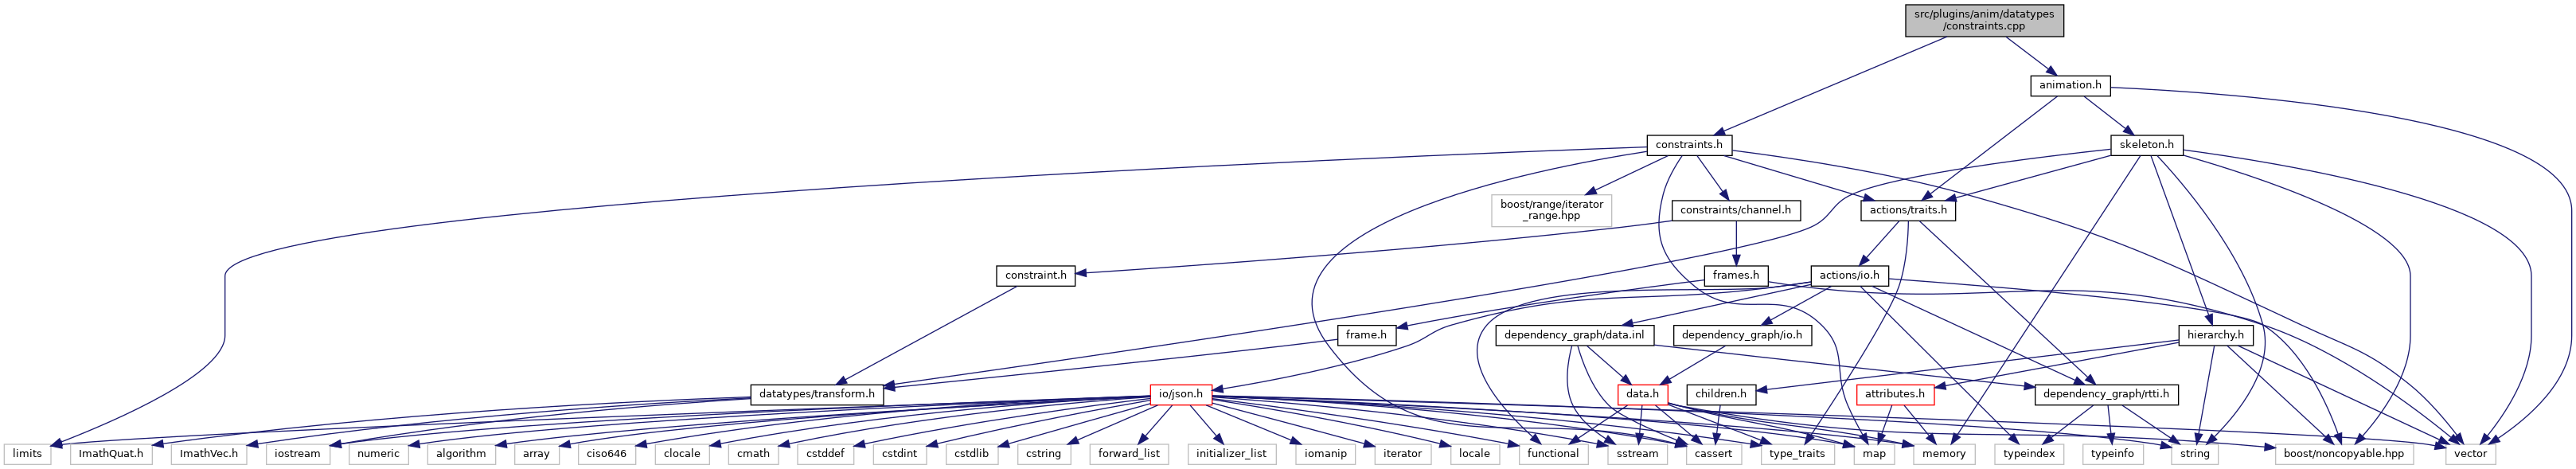 src/plugins/anim/datatypes
/constraints.cpp
animation.h
constraints.h
skeleton.h
boost/range/iterator
_range.hpp
constraints/channel.h
actions/traits.h
constraint.h
frames.h
actions/io.h
frame.h
dependency_graph/data.inl
dependency_graph/io.h
hierarchy.h
datatypes/transform.h
io/json.h
data.h
children.h
attributes.h
dependency_graph/rtti.h
limits
ImathQuat.h
ImathVec.h
iostream
numeric
algorithm
array
ciso646
clocale
cmath
cstddef
cstdint
cstdlib
cstring
forward_list
initializer_list
iomanip
iterator
locale
functional
sstream
cassert
type_traits
map
memory
typeindex
typeinfo
string
boost/noncopyable.hpp
vector